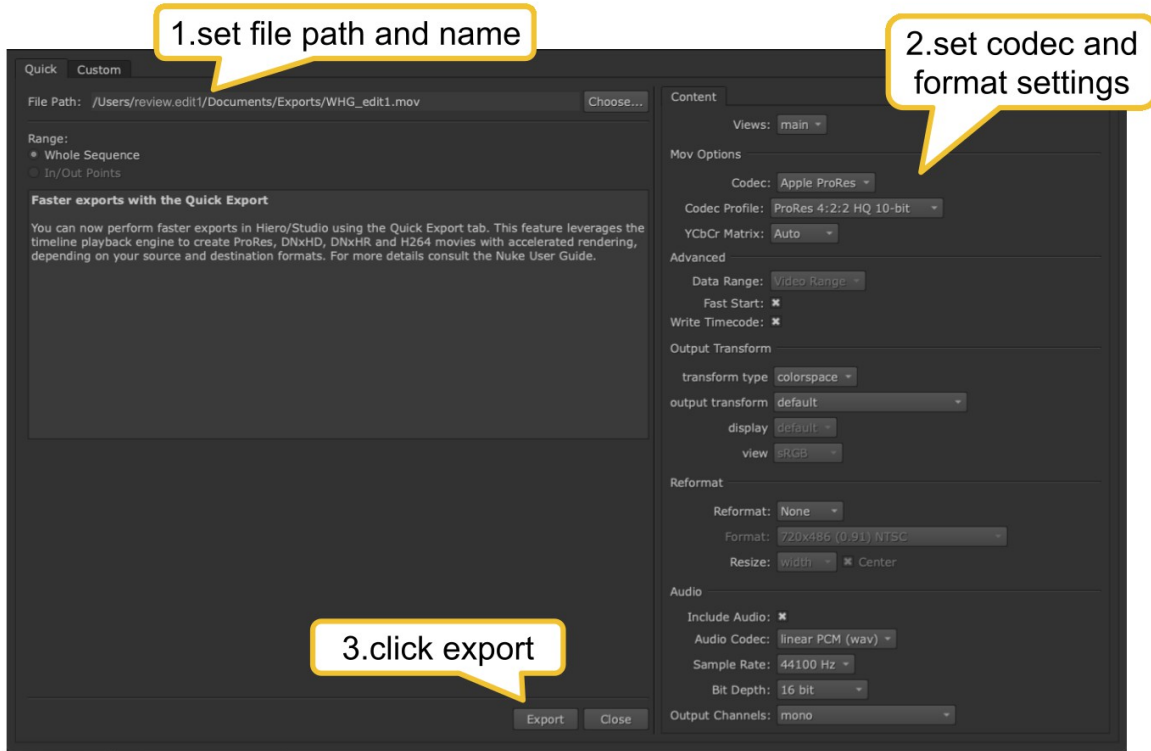 1.set file path and name
2.set codec and
format settings
Quick Custom
File Path: /Users/review.edit1/Documents/Exports/WHG_edit1.mov Choose...
Range:
Whole Sequence
In/Out Points
Faster exports with the Quick Export
You can now perform faster exports in Hiero/Studio using the Quick Export tab. This feature leverages the
timeline playback engine to create ProRes, DNxHD, DNxHR and H264 movies with accelerated rendering,
depending on your source and destination formats. For more details consult the Nuke User Guide.
3.click export
Export Close
Content
Views: main
Mov Options
Codec: Apple ProRes
Codec Profile: ProRes 4:2:2 HQ 10-bit
YCbCr Matrix: Auto
Advanced
Data Range: Video Range
Fast Start:
Write Timecode:
Output Transform
transform type colorspace
output transform default
display default
view sRGB
Reformat
Reformat: None
Format: 720x486 (0.91) NTSC
Resize: width Center
Audio
Include Audio:
Audio Codec: linear PCM (wav)
Sample Rate: 44100 Hz
Bit Depth: 16 bit
Output Channels: mono